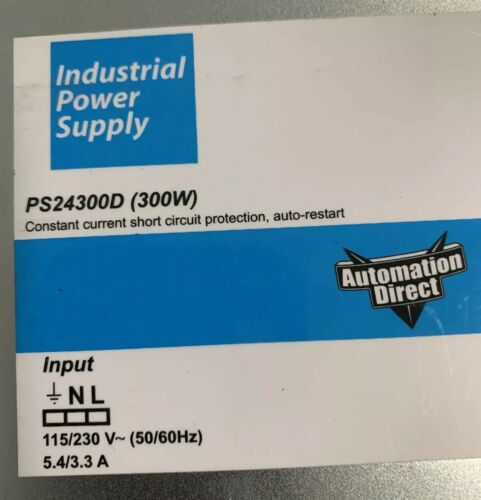 Industrial
Power
Supply
PS24300D (300W)
Constant current short circuit protection, auto-restart
Automation
Direct
Input
⏚ N L
115/230 V~ (50/60Hz)
5.4/3.3 A